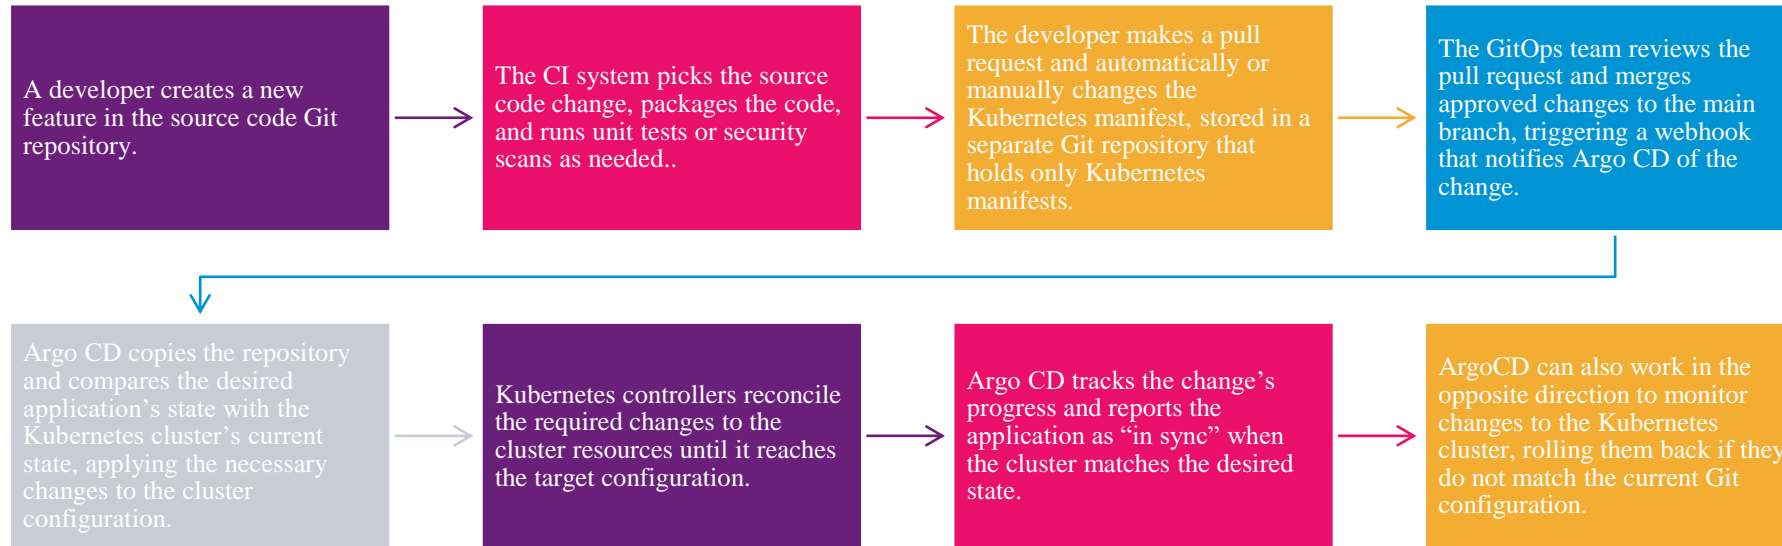 A developer creates a new
feature in the source code Git
repository.
The CI system picks the source
code change, packages the code,
and runs unit tests or security
scans as needed..
The developer makes a pull
request and automatically or
manually changes the
Kubernetes manifest, stored in a
separate Git repository that
holds only Kubernetes
manifests.
The GitOps team reviews the
pull request and merges
approved changes to the main
branch, triggering a webhook
that notifies Argo CD of the
change.
Argo CD copies the repository
and compares the desired
application’s state with the
Kubernetes cluster’s current
state, applying the necessary
changes to the cluster
configuration.
Kubernetes controllers reconcile
the required changes to the
cluster resources until it reaches
the target configuration.
Argo CD tracks the change’s
progress and reports the
application as “in sync” when
the cluster matches the desired
state.
ArgoCD can also work in the
opposite direction to monitor
changes to the Kubernetes
cluster, rolling them back if they
do not match the current Git
configuration.